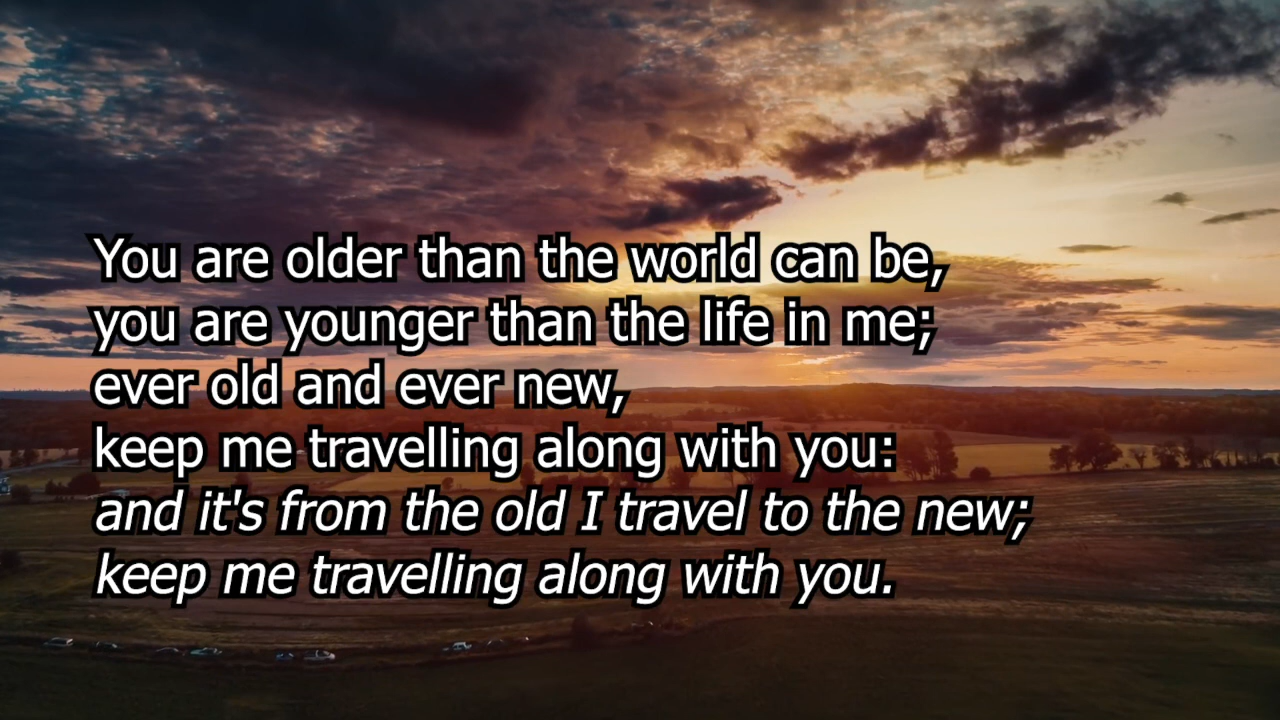 You are older than the world can be,
you are younger than the life in me;
ever old and ever new,
keep me travelling along with you:
and it's from the old I travel to the new;
keep me travelling along with you.